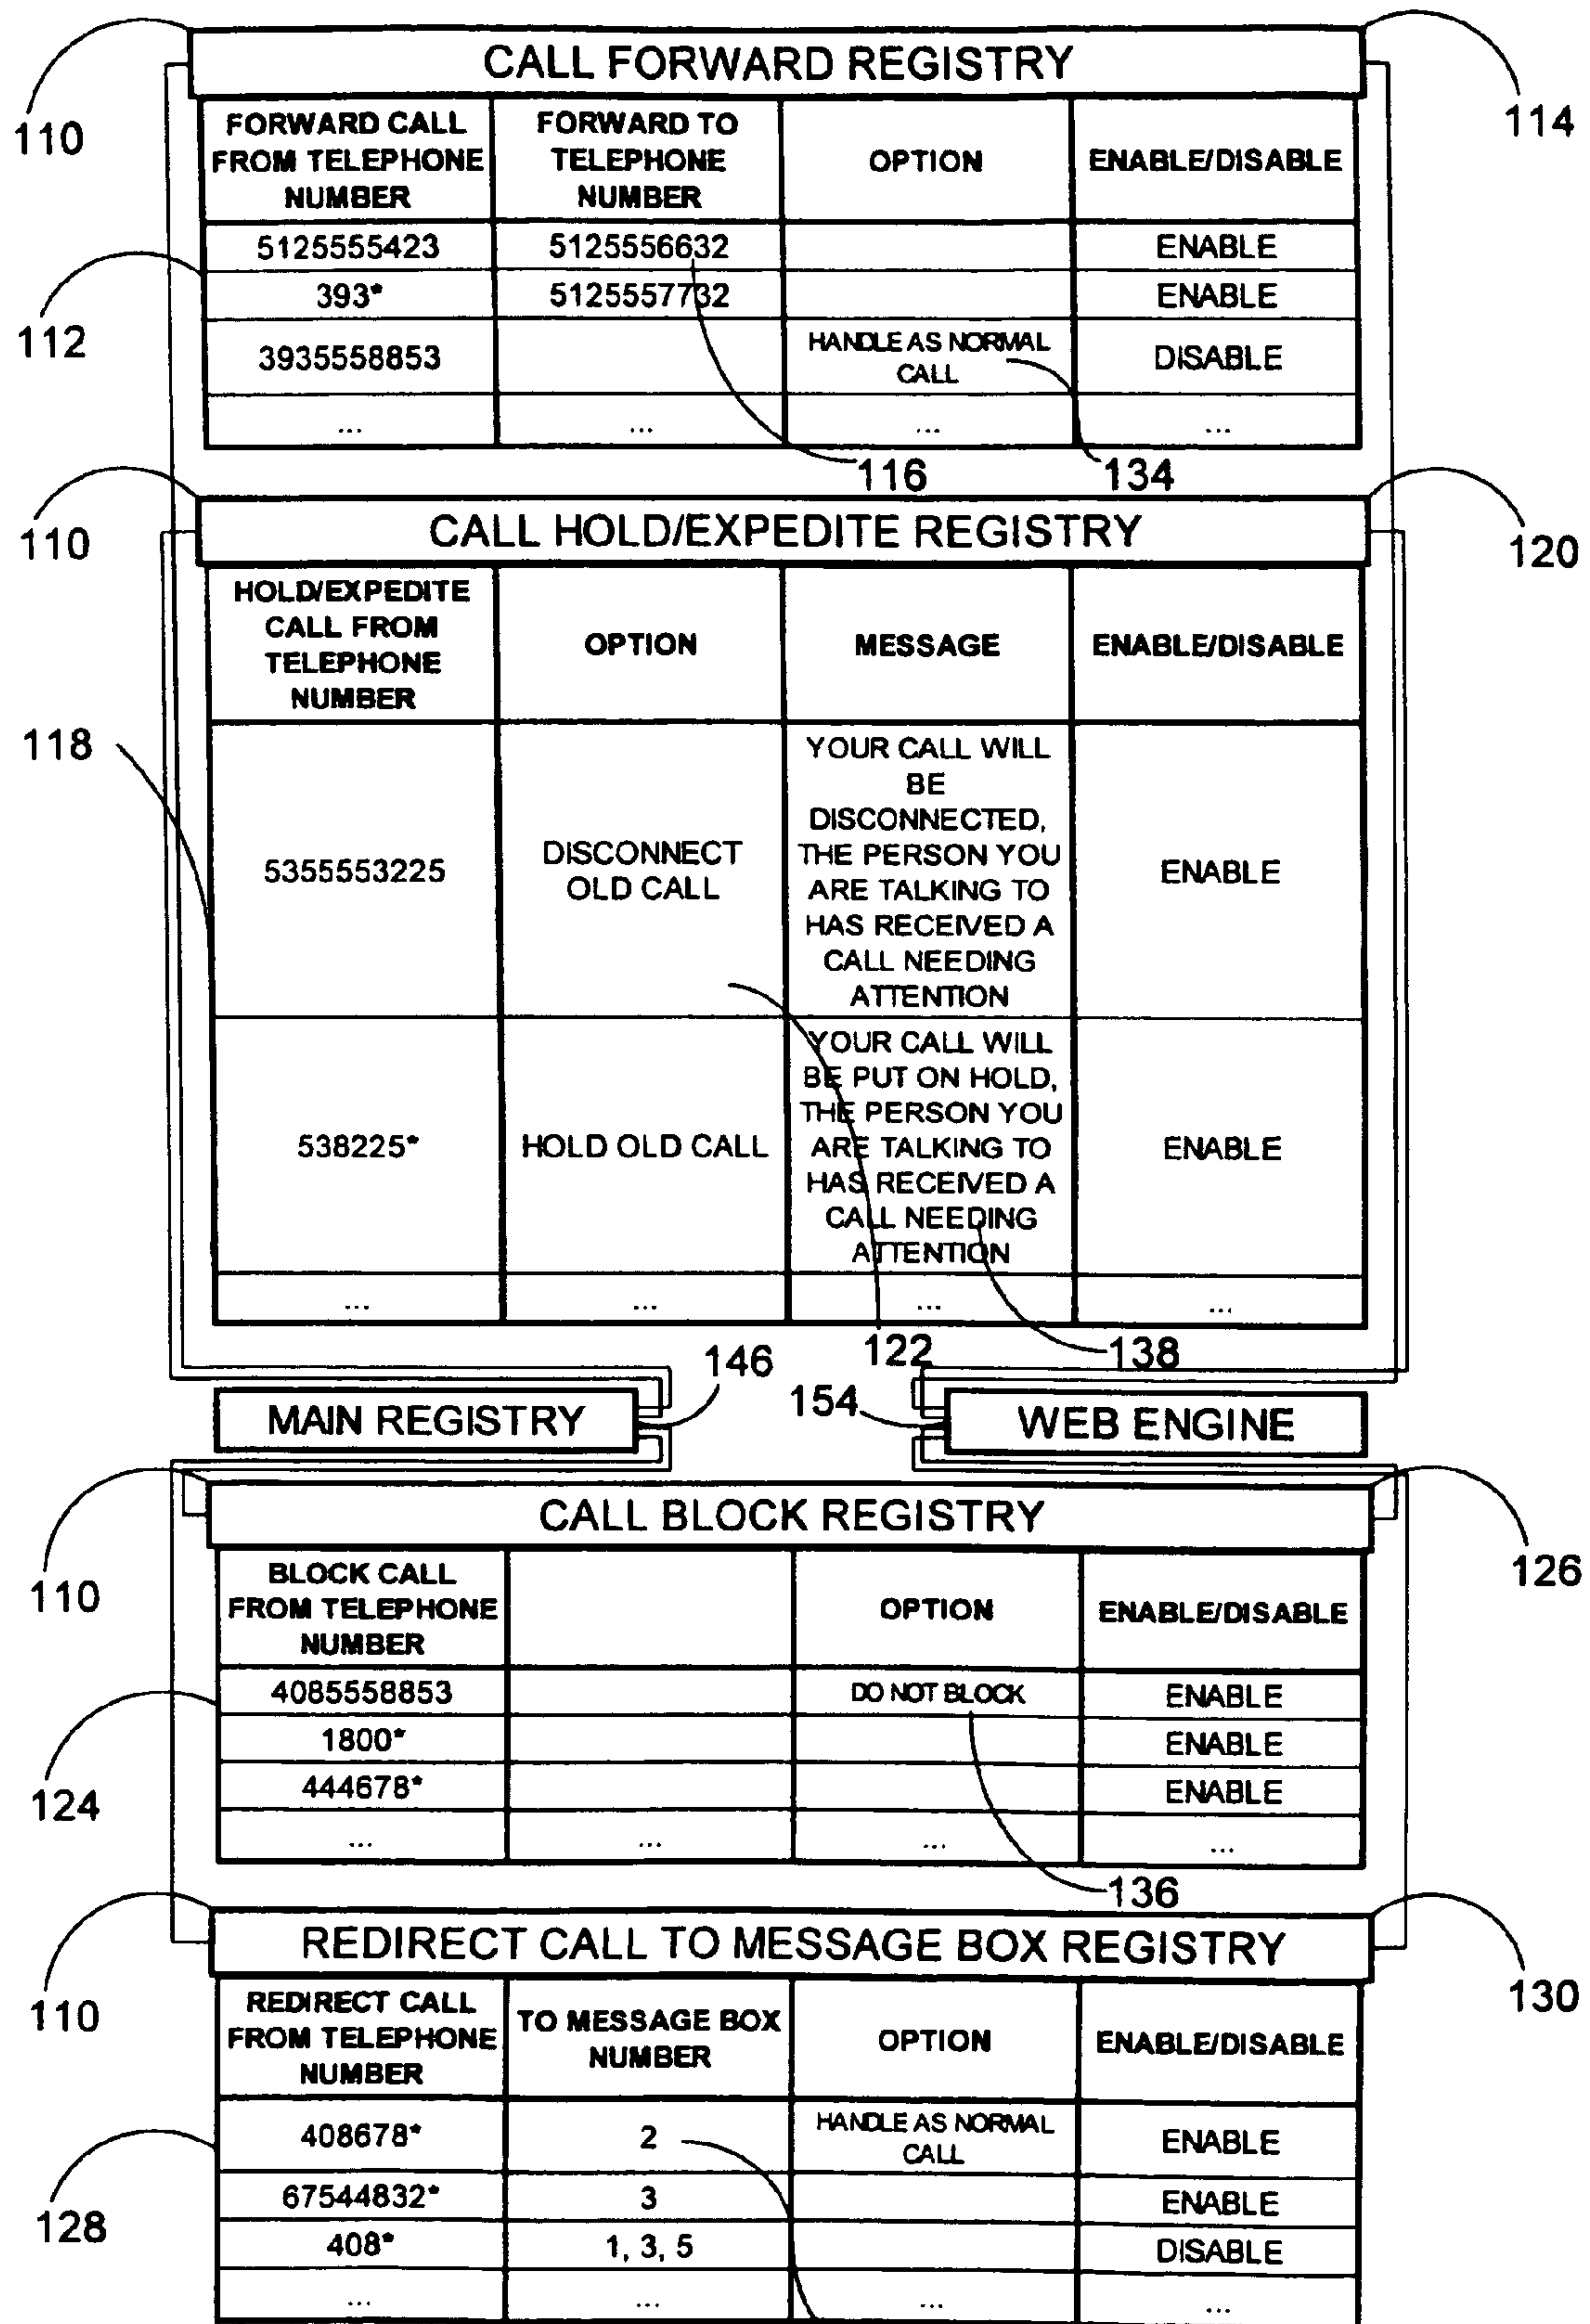 CALL FORWARD REGISTRY
110
114
FORWARD CALL FROM TELEPHONE NUMBER
FORWARD TO TELEPHONE NUMBER
OPTION
ENABLE/DISABLE
5125555423
5125556632
ENABLE
112
393*
5125557732
ENABLE
3935558853
HANDLE AS NORMAL CALL
DISABLE
...
...
...
...
116
134
110
CALL HOLD/EXPEDITE REGISTRY
120
HOLD/EXPEDITE CALL FROM TELEPHONE NUMBER
OPTION
MESSAGE
ENABLE/DISABLE
118
5355553225
DISCONNECT OLD CALL
YOUR CALL WILL BE DISCONNECTED, THE PERSON YOU ARE TALKING TO HAS RECEIVED A CALL NEEDING ATTENTION
ENABLE
538225*
HOLD OLD CALL
YOUR CALL WILL BE PUT ON HOLD, THE PERSON YOU ARE TALKING TO HAS RECEIVED A CALL NEEDING ATTENTION
ENABLE
...
...
...
...
122
138
146
154
MAIN REGISTRY
WEB ENGINE
110
CALL BLOCK REGISTRY
126
BLOCK CALL FROM TELEPHONE NUMBER
OPTION
ENABLE/DISABLE
4085558853
DO NOT BLOCK
ENABLE
1800*
ENABLE
124
444678*
ENABLE
...
...
...
...
136
110
REDIRECT CALL TO MESSAGE BOX REGISTRY
130
REDIRECT CALL FROM TELEPHONE NUMBER
TO MESSAGE BOX NUMBER
OPTION
ENABLE/DISABLE
408678*
2
HANDLE AS NORMAL CALL
ENABLE
128
67544832*
3
ENABLE
408*
1, 3, 5
DISABLE
...
...
...
...